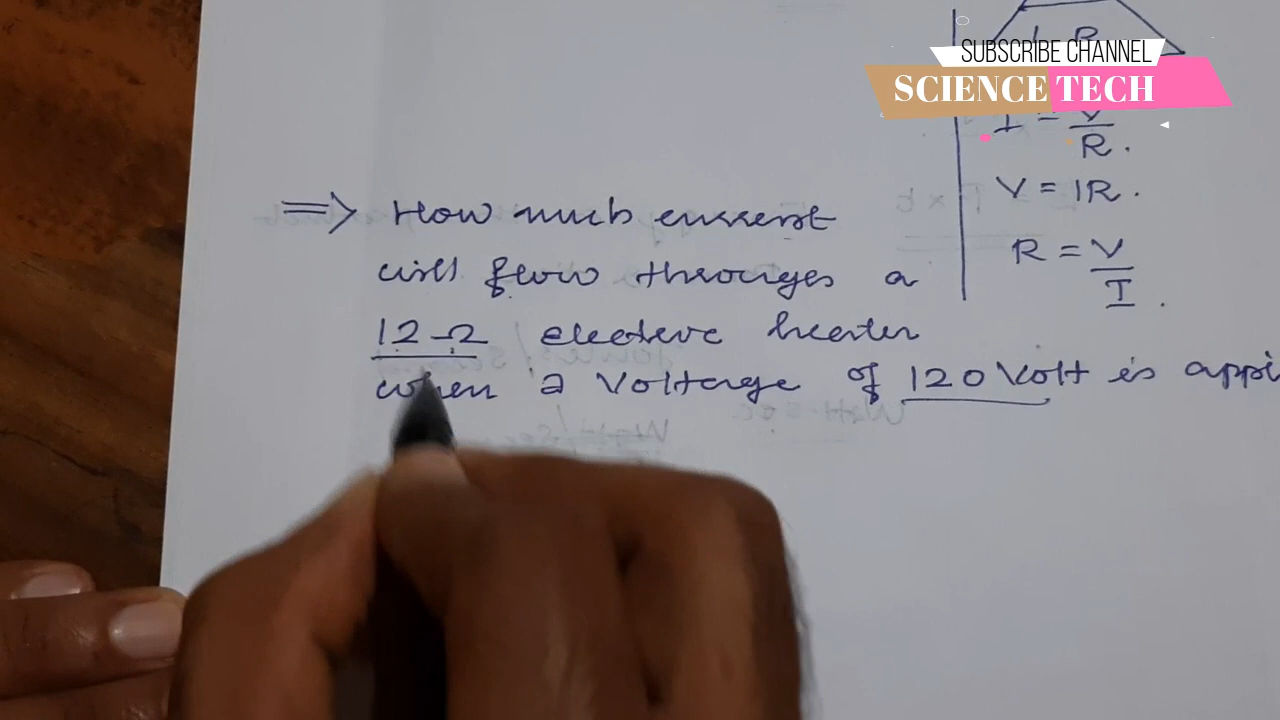 SUBSCRIBE CHANNEL
SCIENCE TECH
I = V/R.
V = IR.
R = V/I.
⇒ How much current
will flow through a
12-Ω electric heater
when a Voltage of 120 Volt is appl